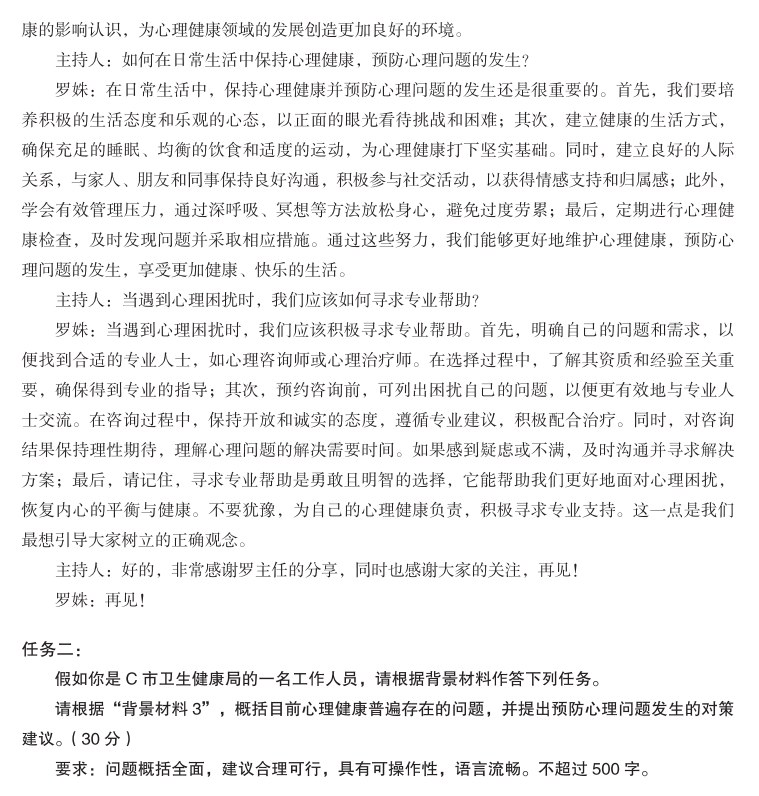 康的影响认识，为心理健康领域的发展创造更加良好的环境。
主持人：如何在日常生活中保持心理健康，预防心理问题的发生？
罗姝：在日常生活中，保持心理健康并预防心理问题的发生还是很重要的。首先，我们要培
养积极的生活态度和乐观的心态，以正面的眼光看待挑战和困难；其次，建立健康的生活方式，
确保充足的睡眠、均衡的饮食和适度的运动，为心理健康打下坚实基础。同时，建立良好的人际
关系，与家人、朋友和同事保持良好沟通，积极参与社交活动，以获得情感支持和归属感；此外，
学会有效管理压力，通过深呼吸、冥想等方法放松身心，避免过度劳累；最后，定期进行心理健
康检查，及时发现问题并采取相应措施。通过这些努力，我们能够更好地维护心理健康，预防心
理问题的发生，享受更加健康、快乐的生活。
主持人：当遇到心理困扰时，我们应该如何寻求专业帮助？
罗姝：当遇到心理困扰时，我们应该积极寻求专业帮助。首先，明确自己的问题和需求，以
便找到合适的专业人士，如心理咨询师或心理治疗师。在选择过程中，了解其资质和经验至关重
要，确保得到专业的指导；其次，预约咨询前，可列出困扰自己的问题，以便更有效地与专业人
士交流。在咨询过程中，保持开放和诚实的态度，遵循专业建议，积极配合治疗。同时，对咨询
结果保持理性期待，理解心理问题的解决需要时间。如果感到疑虑或不满，及时沟通并寻求解决
方案；最后，请记住，寻求专业帮助是勇敢且明智的选择，它能帮助我们更好地面对心理困扰，
恢复内心的平衡与健康。不要犹豫，为自己的心理健康负责，积极寻求专业支持。这一点是我们
最想引导大家树立的正确观念。
主持人：好的，非常感谢罗主任的分享，同时也感谢大家的关注，再见！
罗姝：再见！
任务二：
假如你是 C 市卫生健康局的一名工作人员，请根据背景材料作答下列任务。
请根据“背景材料 3”，概括目前心理健康普遍存在的问题，并提出预防心理问题发生的对策
建议。（30 分）
要求：问题概括全面，建议合理可行，具有可操作性，语言流畅。不超过 500 字。